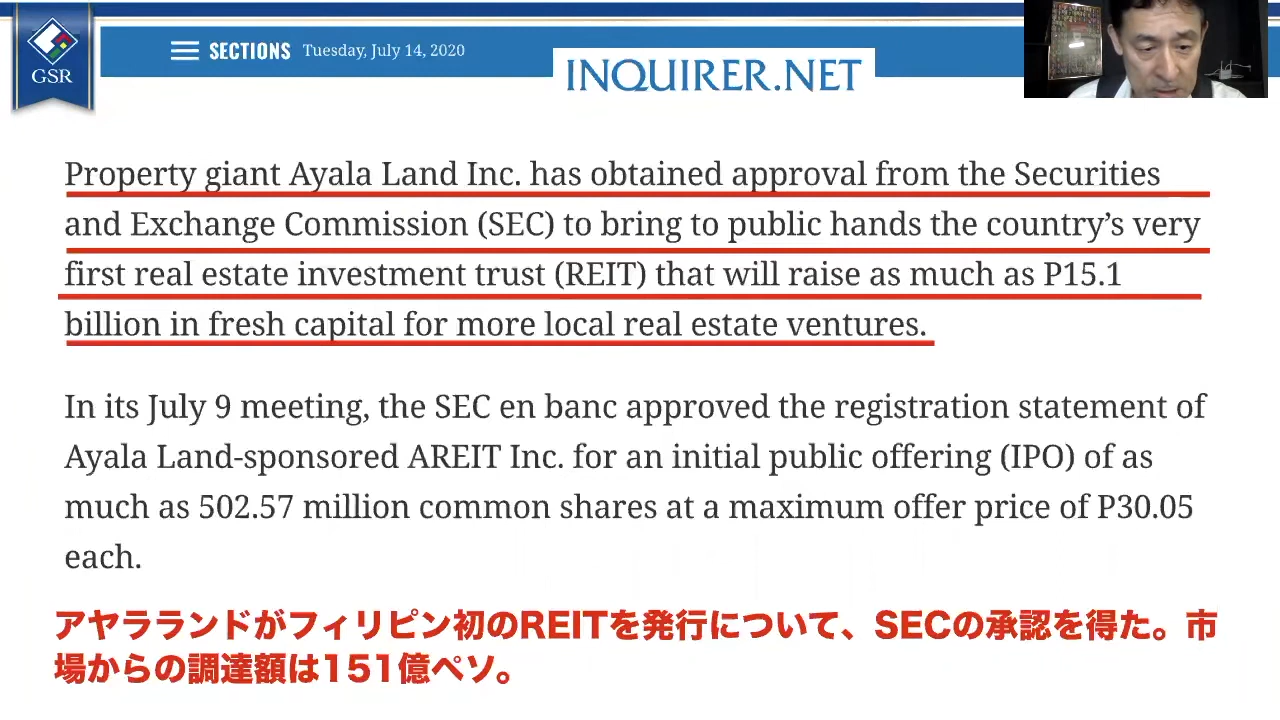 GSR
SECTIONS Tuesday, July 14, 2020
INQUIRER.NET
Property giant Ayala Land Inc. has obtained approval from the Securities
and Exchange Commission (SEC) to bring to public hands the country’s very
first real estate investment trust (REIT) that will raise as much as P15.1
billion in fresh capital for more local real estate ventures.
In its July 9 meeting, the SEC en banc approved the registration statement of
Ayala Land-sponsored AREIT Inc. for an initial public offering (IPO) of as
much as 502.57 million common shares at a maximum offer price of P30.05
each.
アヤラランドがフィリピン初のREITを発行について、SECの承認を得た。市
場からの調達額は151億ペソ。